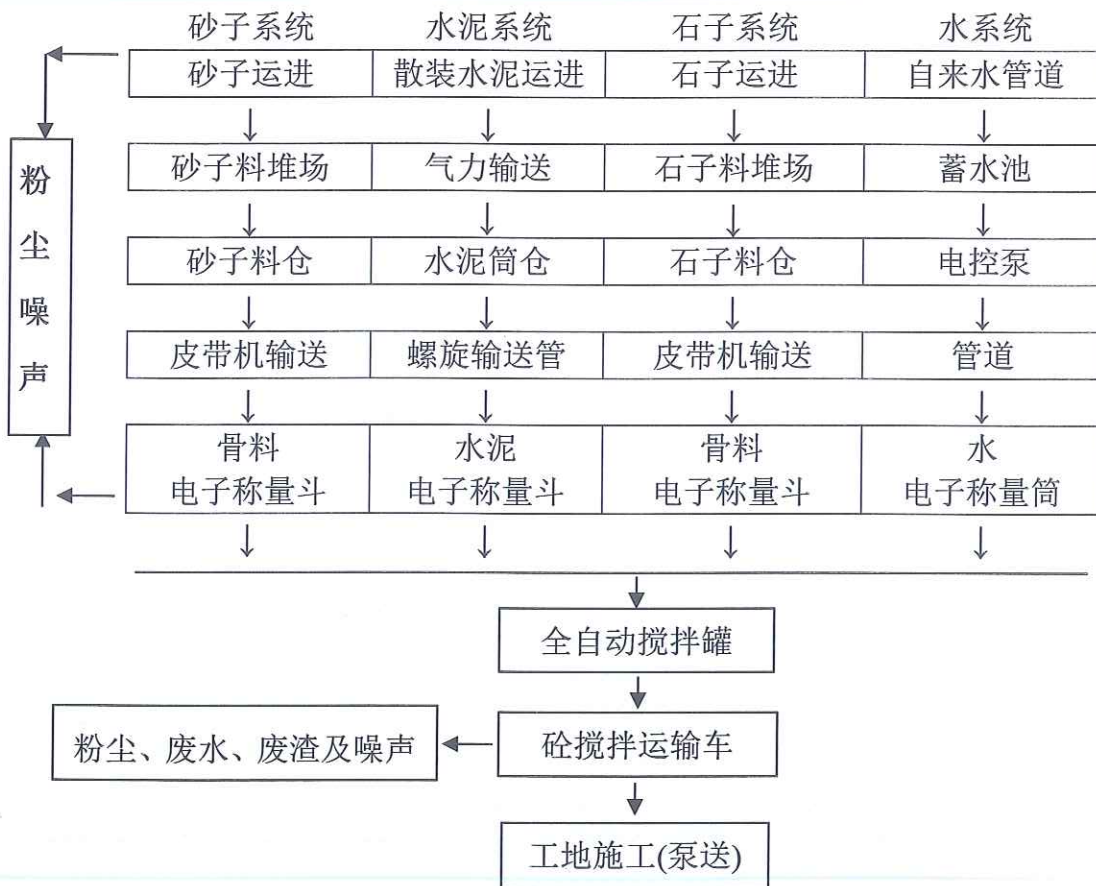 砂子系统 水泥系统 石子系统 水系统
砂子运进 散装水泥运进 石子运进 自来水管道
砂子料堆场 气力输送 石子料堆场 蓄水池
砂子料仓 水泥筒仓 石子料仓 电控泵
皮带机输送 螺旋输送管 皮带机输送 管道
骨料 水泥 骨料 水
电子称量斗 电子称量斗 电子称量斗 电子称量筒
粉尘噪声
全自动搅拌罐
粉尘、废水、废渣及噪声 砼搅拌运输车
工地施工(泵送)